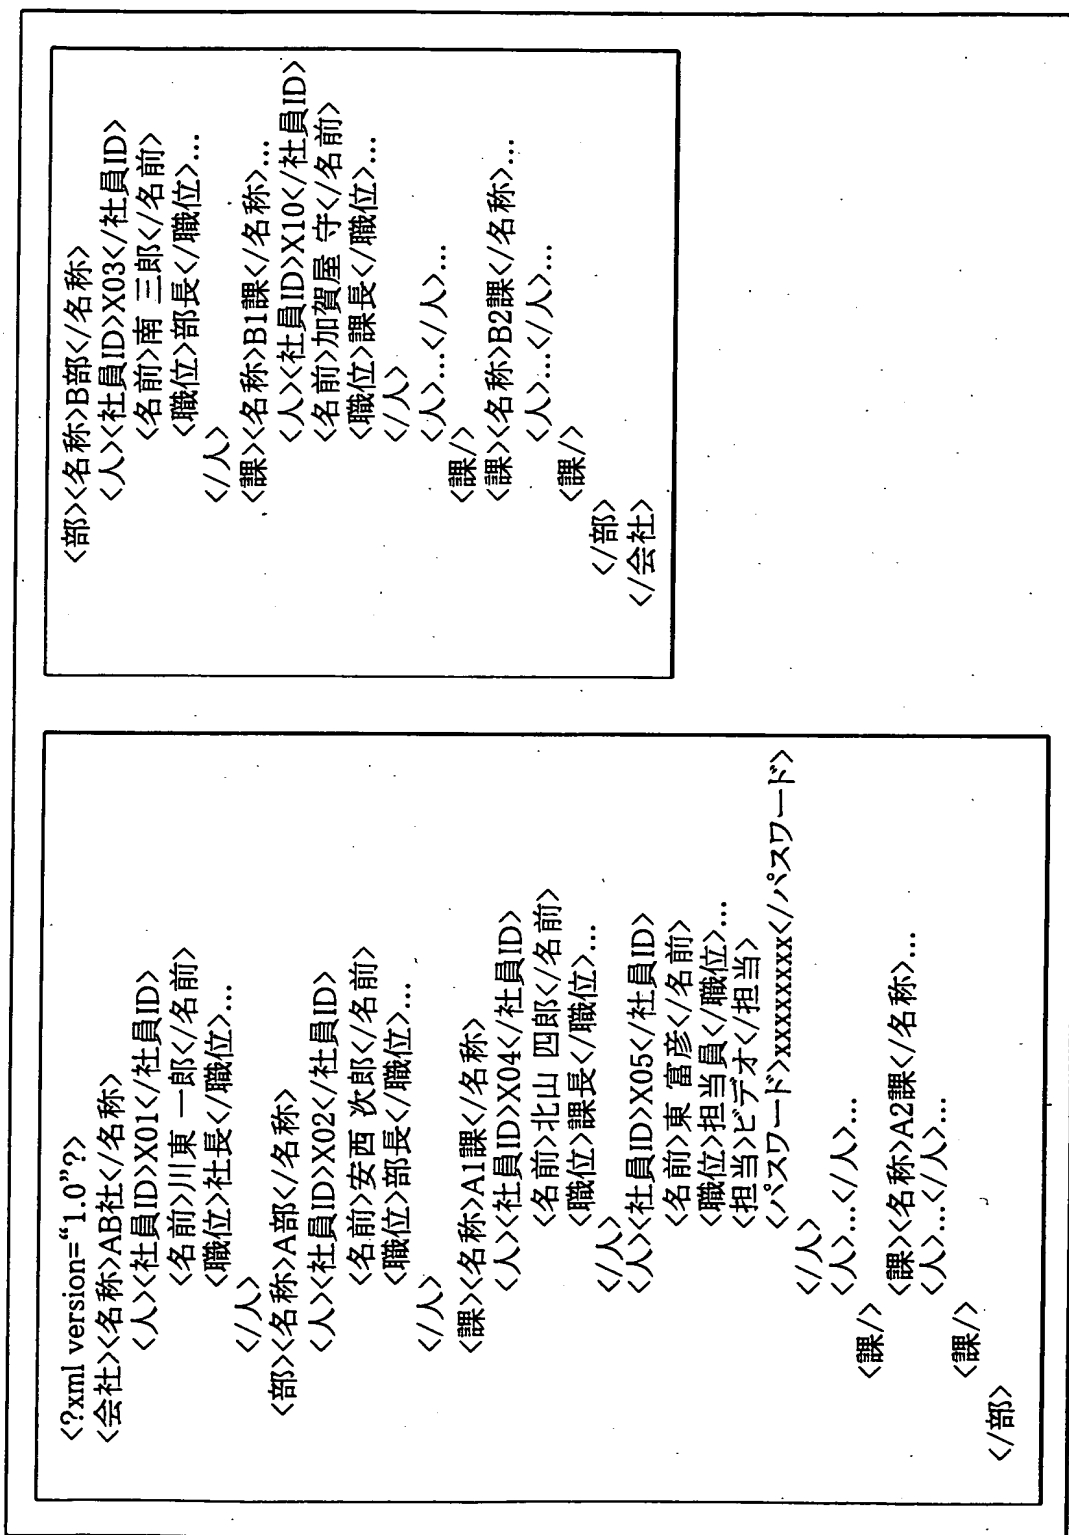 <?xml version=“1.0”?>
<会社><名称>AB社</名称>
<人><社員ID>X01</社員ID>
<名前>川東 一郎</名前>
<職位>社長</職位>...
</人>
<部><名称>A部</名称>
<人><社員ID>X02</社員ID>
<名前>安西 次郎</名前>
<職位>部長</職位>...
</人>
<課><名称>A1課</名称>
<人><社員ID>X04</社員ID>
<名前>北山 四郎</名前>
<職位>課長</職位>...
</人>
<人><社員ID>X05</社員ID>
<名前>東 富彦</名前>
<職位>担当員</職位>...
<担当>ビデオ</担当>
<パスワード>xxxxxxxx</パスワード>
</人>
<人>...</人>...
<課/>
<課><名称>A2課</名称>...
<人>...</人>...
<課/>
</部>
<部><名称>B部</名称>
<人><社員ID>X03</社員ID>
<名前>南 三郎</名前>
<職位>部長</職位>...
</人>
<課><名称>B1課</名称>...
<人><社員ID>X10</社員ID>
<名前>加賀屋 守</名前>
<職位>課長</職位>...
</人>
<人>...</人>...
<課/>
<課><名称>B2課</名称>...
<人>...</人>...
<課/>
</部>
</会社>